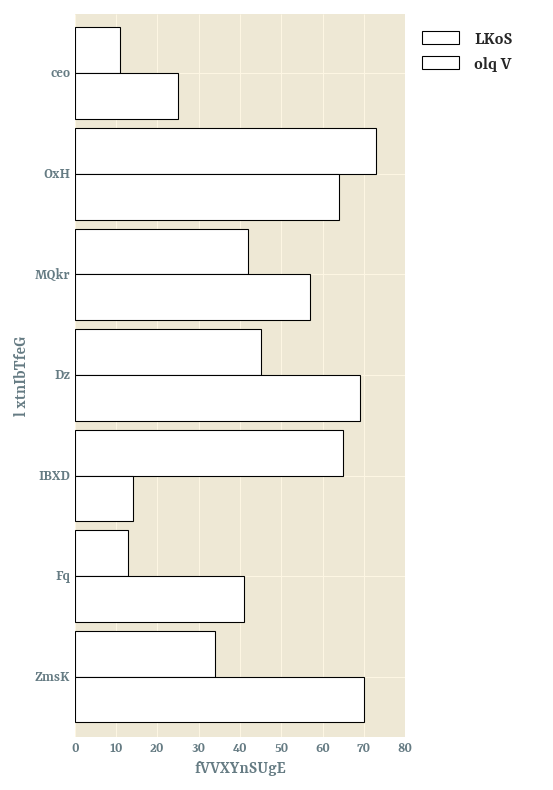 LKoS
olq V
ceo
OxH
MQkr
Dz
IBXD
Fq
ZmsK
l xtnIbTfeG
0 10 20 30 40 50 60 70 80
fVVXYnSUgE